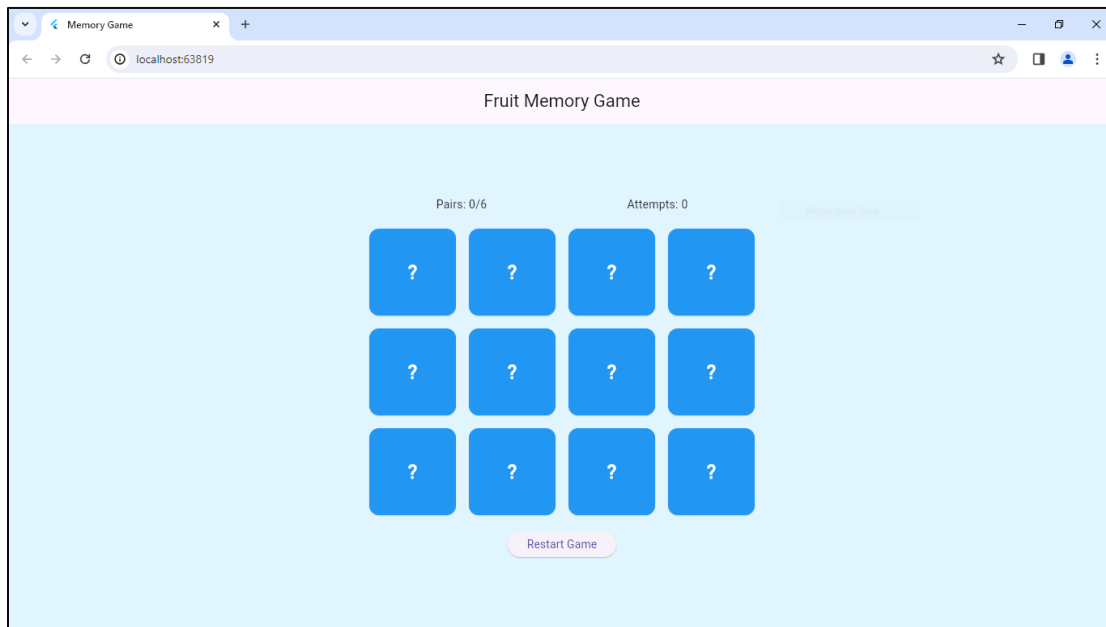 Memory Game
localhost:63819
Fruit Memory Game
Pairs: 0/6 Attempts: 0
? ? ? ?
? ? ? ?
? ? ? ?
Restart Game